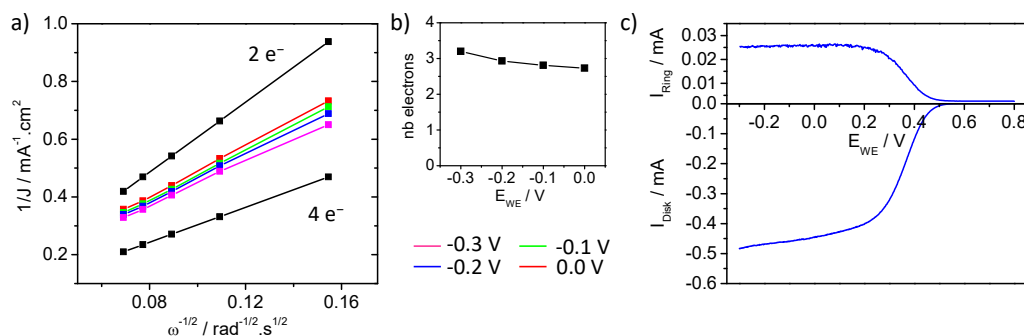 a)
1/J / mA⁻¹.cm²
1.0
0.8
0.6
0.4
0.2
2 e⁻
4 e⁻
0.08
0.12
0.16
ω⁻¹/² / rad⁻¹/².s¹/²
b)
nb electrons
4
3
2
1
0
-0.3
-0.2
-0.1
0.0
E_WE / V
-0.3 V
-0.1 V
-0.2 V
0.0 V
c)
I_Ring / mA
0.03
0.02
0.01
0.00
-0.2
0.0
0.2
0.4
0.6
0.8
E_WE / V
I_Disk / mA
-0.1
-0.2
-0.3
-0.4
-0.5
-0.6